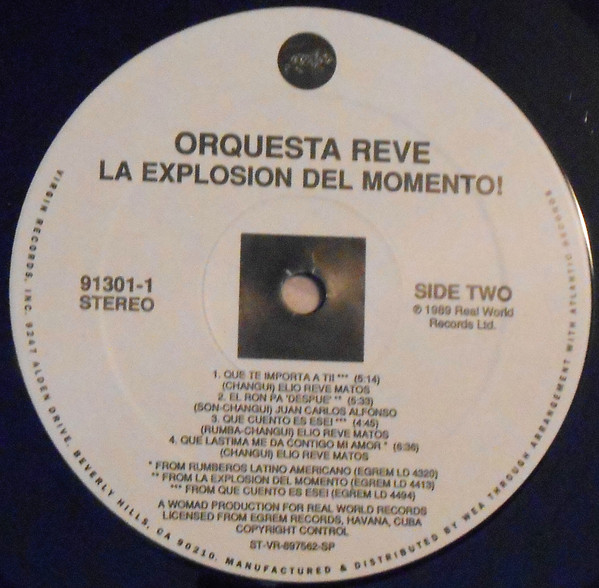 ORQUESTA REVE
LA EXPLOSION DEL MOMENTO!
91301-1
STEREO
SIDE TWO
℗ 1989 Real World
Records Ltd.
1. QUE TE IMPORTA A TI! *** (5:14)
(CHANGUI) ELIO REVE MATOS
2. EL RON PA 'DESPUE' ** (5:33)
(SON-CHANGUI) JUAN CARLOS ALFONSO
3. QUE CUENTO ES ESE! *** (4:45)
(RUMBA-CHANGUI) ELIO REVE MATOS
4. QUE LASTIMA ME DA CONTIGO MI AMOR * (6:36)
(CHANGUI) ELIO REVE MATOS
* FROM RUMBEROS LATINO AMERICANO (EGREM LD 4320)
** FROM LA EXPLOSION DEL MOMENTO (EGREM LD 4413)
*** FROM QUE CUENTO ES ESE! (EGREM LD 4494)
A WOMAD PRODUCTION FOR REAL WORLD RECORDS
LICENSED FROM EGREM RECORDS, HAVANA, CUBA
COPYRIGHT CONTROL
ST-VR-897562-SP
VIRGIN RECORDS, INC. 9247 ALDEN DRIVE, BEVERLY HILLS, CA 90210. MANUFACTURED & DISTRIBUTED BY WEA THROUGH ARRANGEMENT WITH ATLANTIC